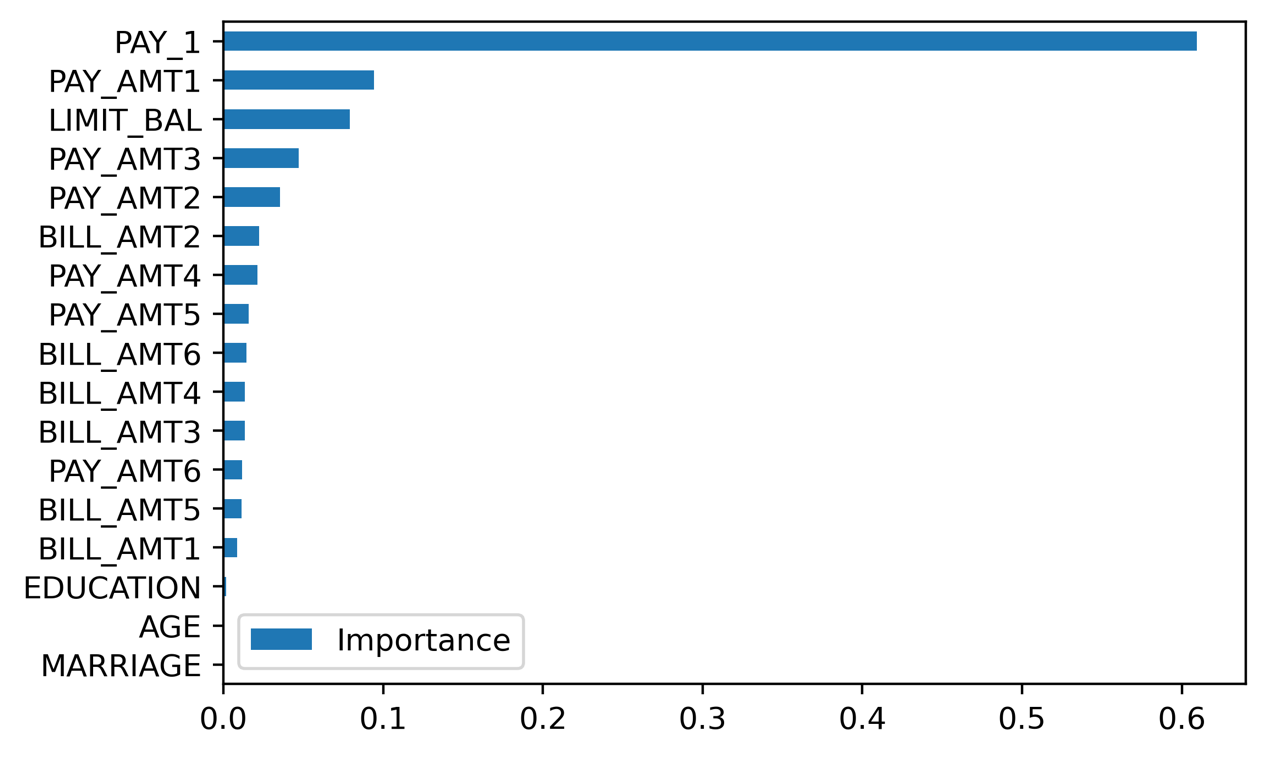 PAY_1
PAY_AMT1
LIMIT_BAL
PAY_AMT3
PAY_AMT2
BILL_AMT2
PAY_AMT4
PAY_AMT5
BILL_AMT6
BILL_AMT4
BILL_AMT3
PAY_AMT6
BILL_AMT5
BILL_AMT1
EDUCATION
AGE
MARRIAGE
Importance
0.0 0.1 0.2 0.3 0.4 0.5 0.6